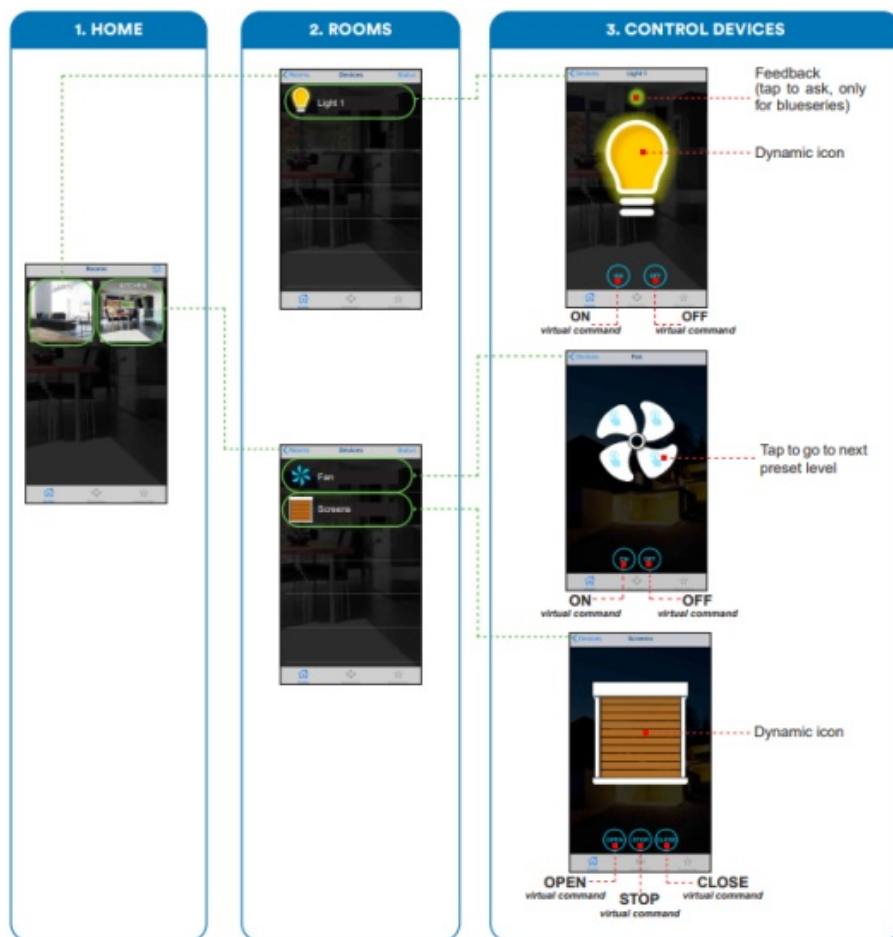 1. HOME
2. ROOMS
3. CONTROL DEVICES
Rooms
KITCHEN
Rooms Devices Status
Light 1
Rooms Devices Status
Fan
Screens
Devices Light 1
Feedback
(tap to ask, only
for blueseries)
Dynamic icon
ON OFF
ON OFF
virtual command virtual command
Devices Fan
Tap to go to next
preset level
ON OFF
ON OFF
virtual command virtual command
Devices Screens
Dynamic icon
OPEN STOP CLOSE
OPEN CLOSE
virtual command virtual command
STOP
virtual command